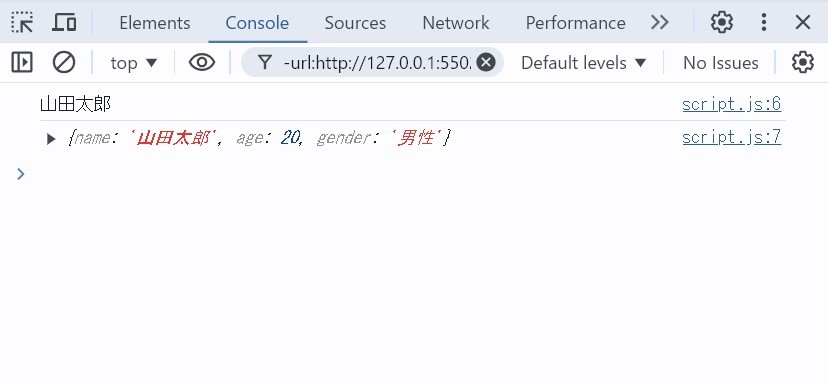 Elements Console Sources Network Performance
top -url:http://127.0.0.1:550 Default levels No Issues
山田太郎 script.js:6
{name: '山田太郎', age: 20, gender: '男性'} script.js:7